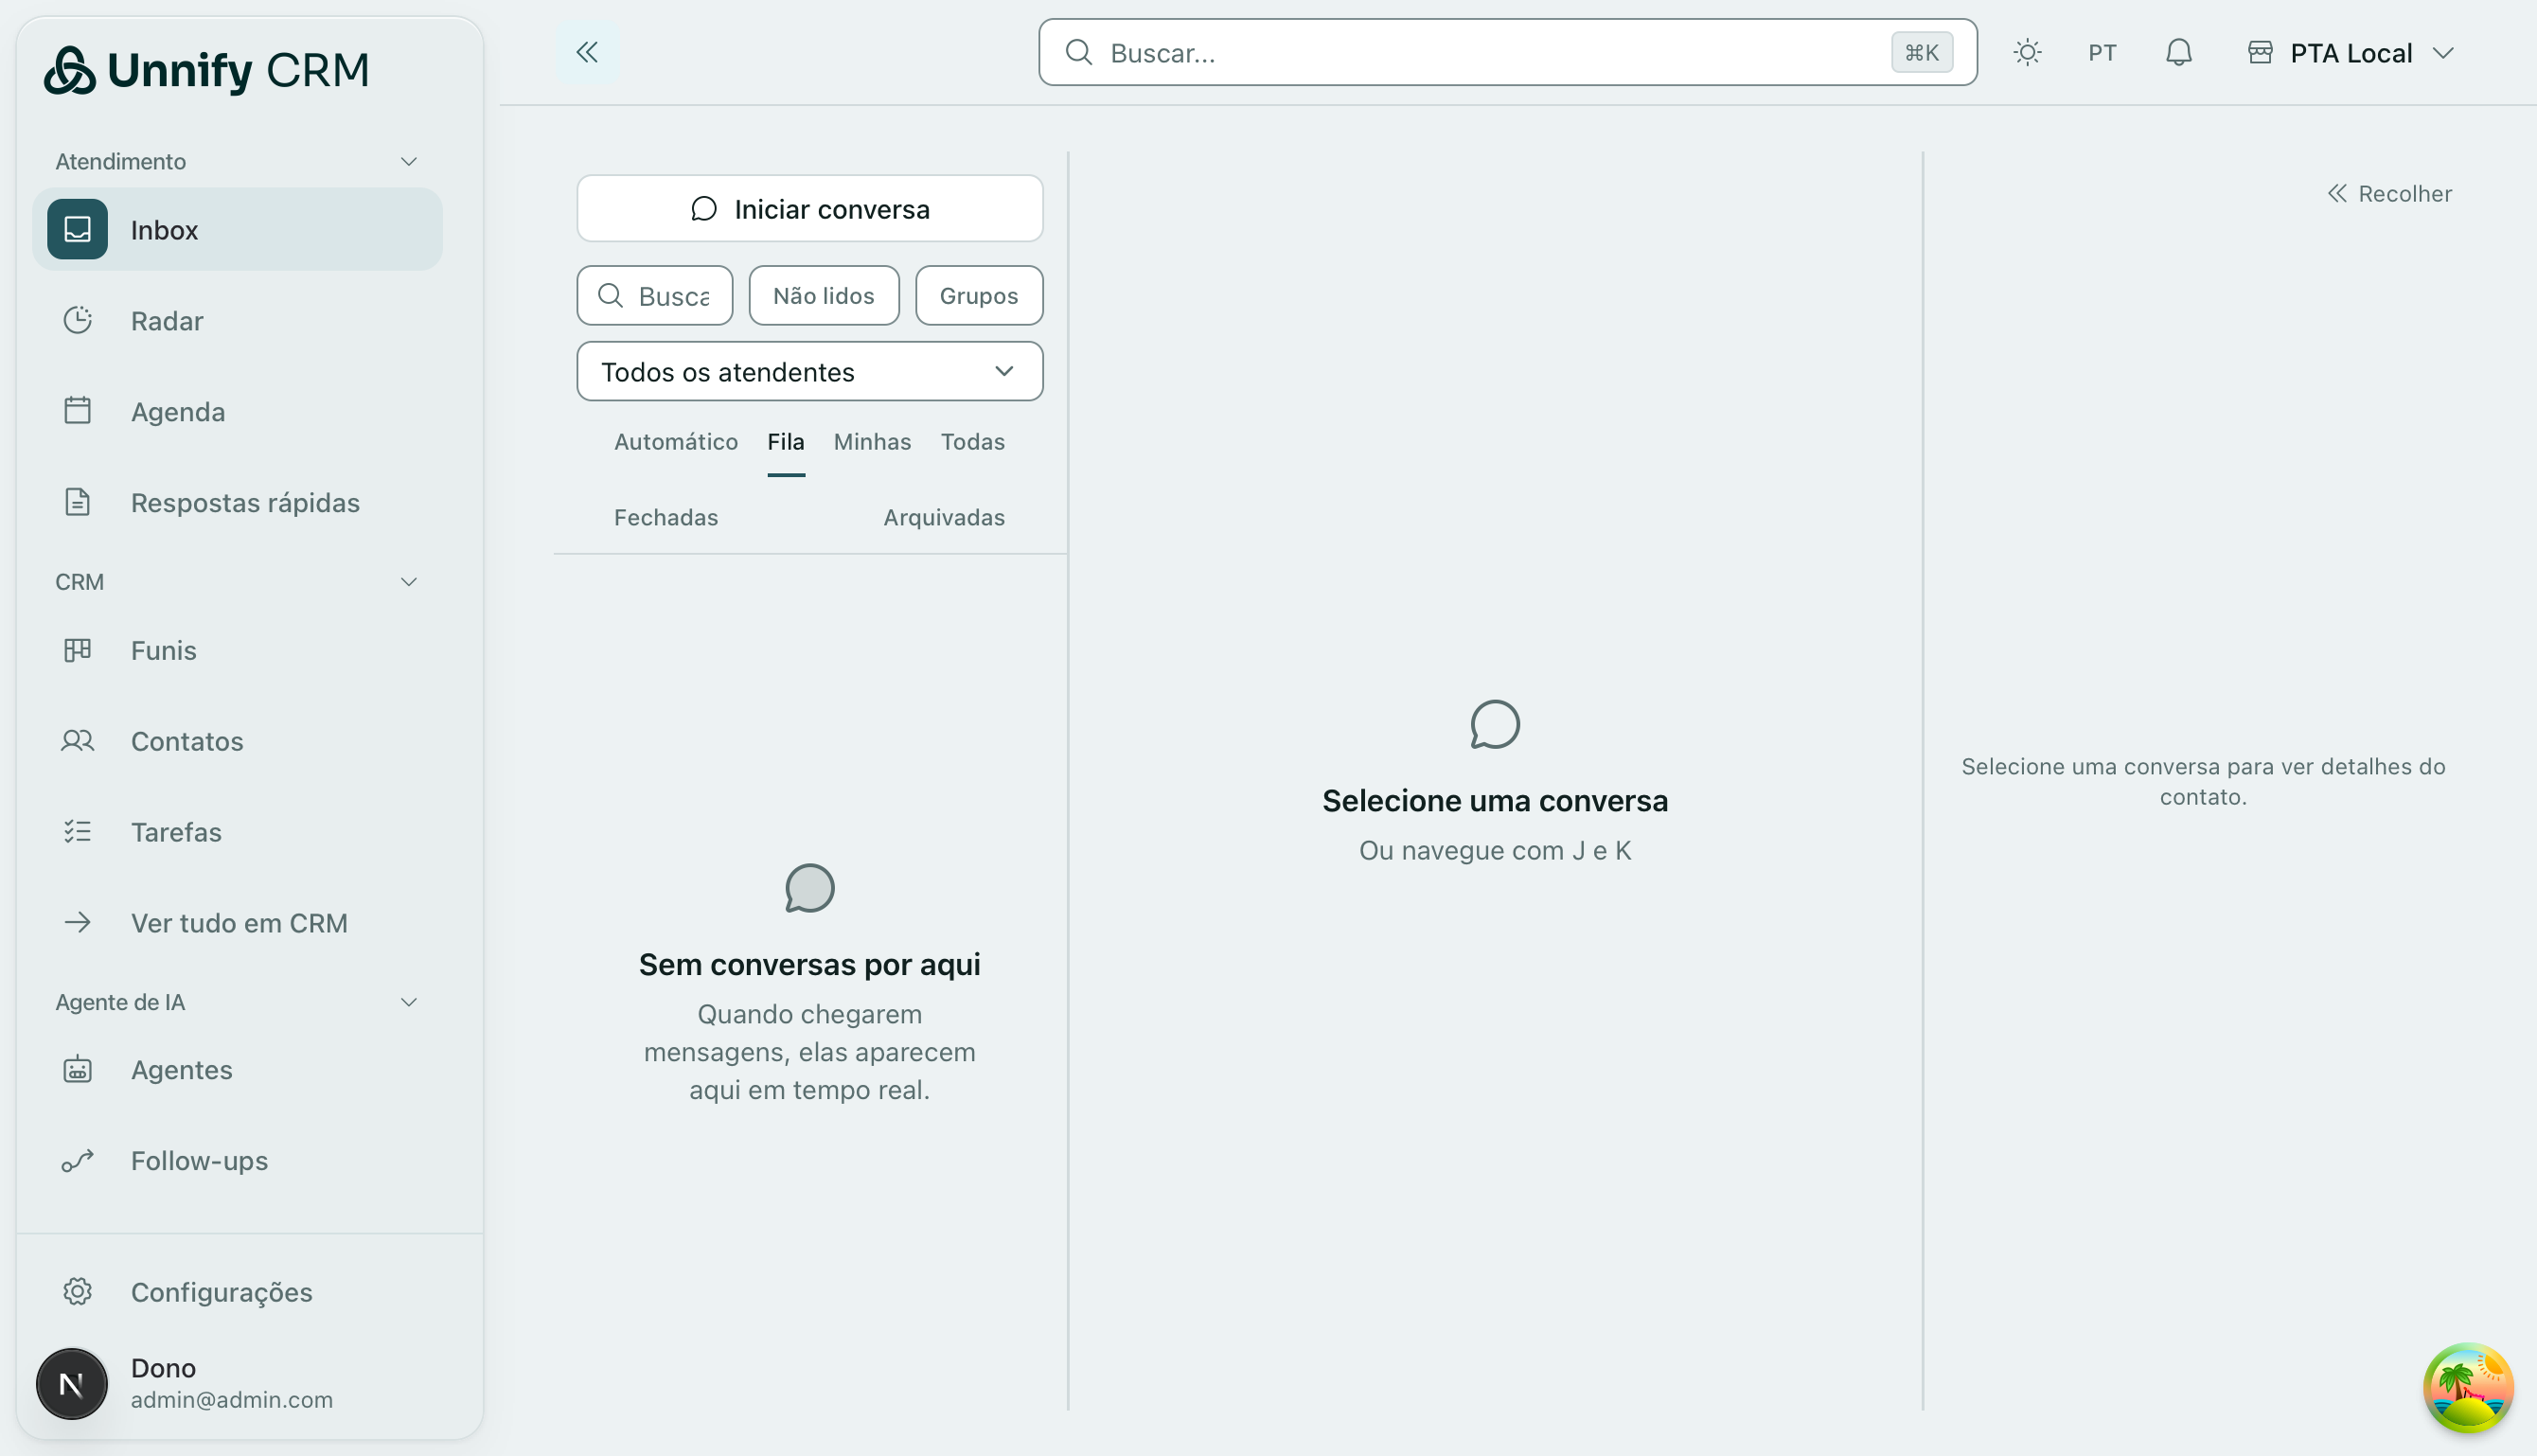 Unnify CRM
Atendimento
Inbox
Radar
Agenda
Respostas rápidas
CRM
Funis
Contatos
Tarefas
Ver tudo em CRM
Agente de IA
Agentes
Follow-ups
Configurações
N
Dono
admin@admin.com
Buscar...
⌘K
PT
PTA Local
Iniciar conversa
Busca
Não lidos
Grupos
Todos os atendentes
Automático
Fila
Minhas
Todas
Fechadas
Arquivadas
Sem conversas por aqui
Quando chegarem
mensagens, elas aparecem
aqui em tempo real.
Selecione uma conversa
Ou navegue com J e K
Recolher
Selecione uma conversa para ver detalhes do
contato.